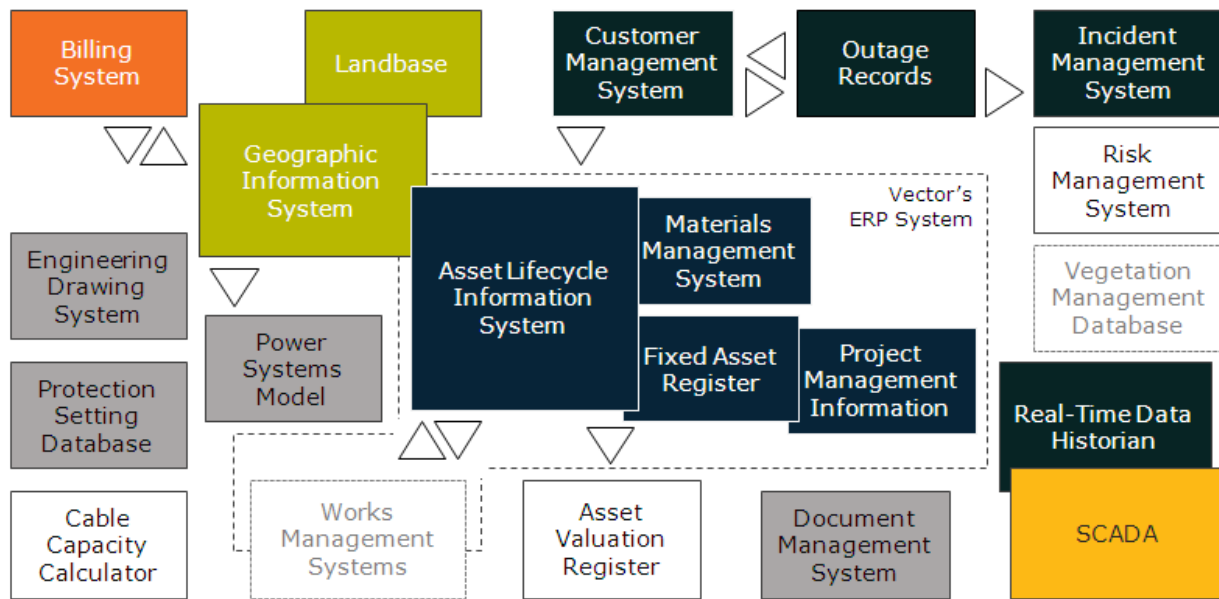 Billing
System
Landbase
Customer
Management
System
Outage
Records
Incident
Management
System
Geographic
Information
System
Risk
Management
System
Vector’s
ERP System
Materials
Management
System
Asset Lifecycle
Information
System
Engineering
Drawing
System
Vegetation
Management
Database
Power
Systems
Model
Fixed Asset
Register
Project
Management
Information
Protection
Setting
Database
Real-Time Data
Historian
Cable
Capacity
Calculator
Works
Management
Systems
Asset
Valuation
Register
Document
Management
System
SCADA